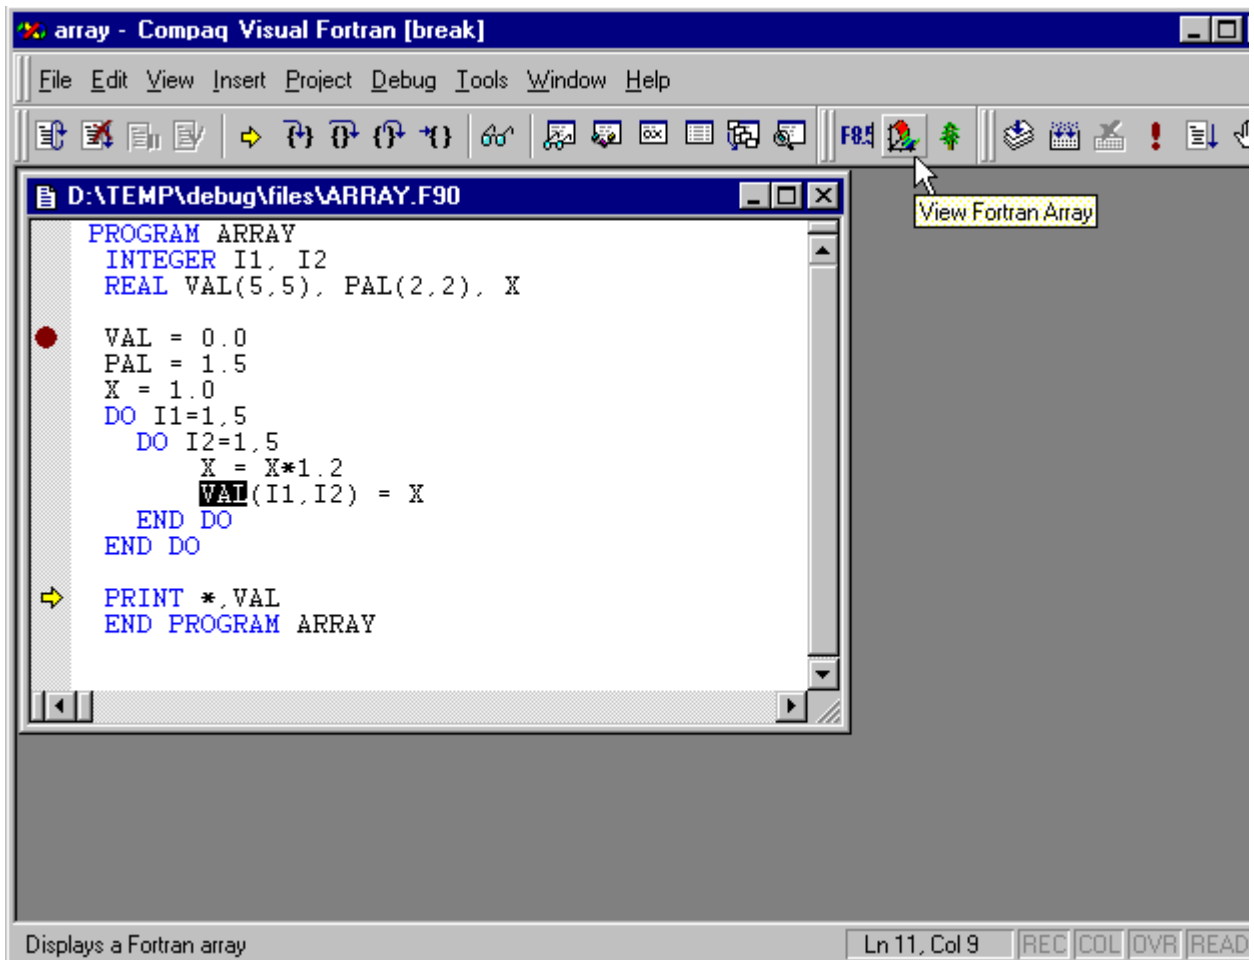 array - Compaq Visual Fortran [break]
File Edit View Insert Project Debug Tools Window Help
F8.5
View Fortran Array
D:\TEMP\debug\files\ARRAY.F90
PROGRAM ARRAY
INTEGER I1, I2
REAL VAL(5,5), PAL(2,2), X
VAL = 0.0
PAL = 1.5
X = 1.0
DO I1=1,5
DO I2=1,5
X = X*1.2
VAL(I1,I2) = X
END DO
END DO
PRINT *,VAL
END PROGRAM ARRAY
Displays a Fortran array
Ln 11, Col 9 REC COL OVR READ